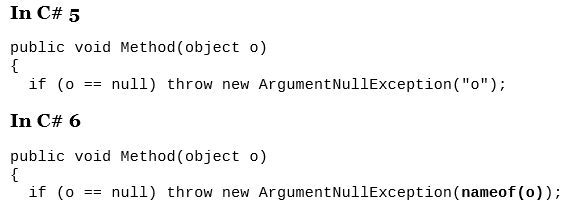 In C# 5
public void Method(object o)
{
if (o == null) throw new ArgumentNullException("o");
In C# 6
public void Method(object o)
{
if (o == null) throw new ArgumentNullException(nameof(o));